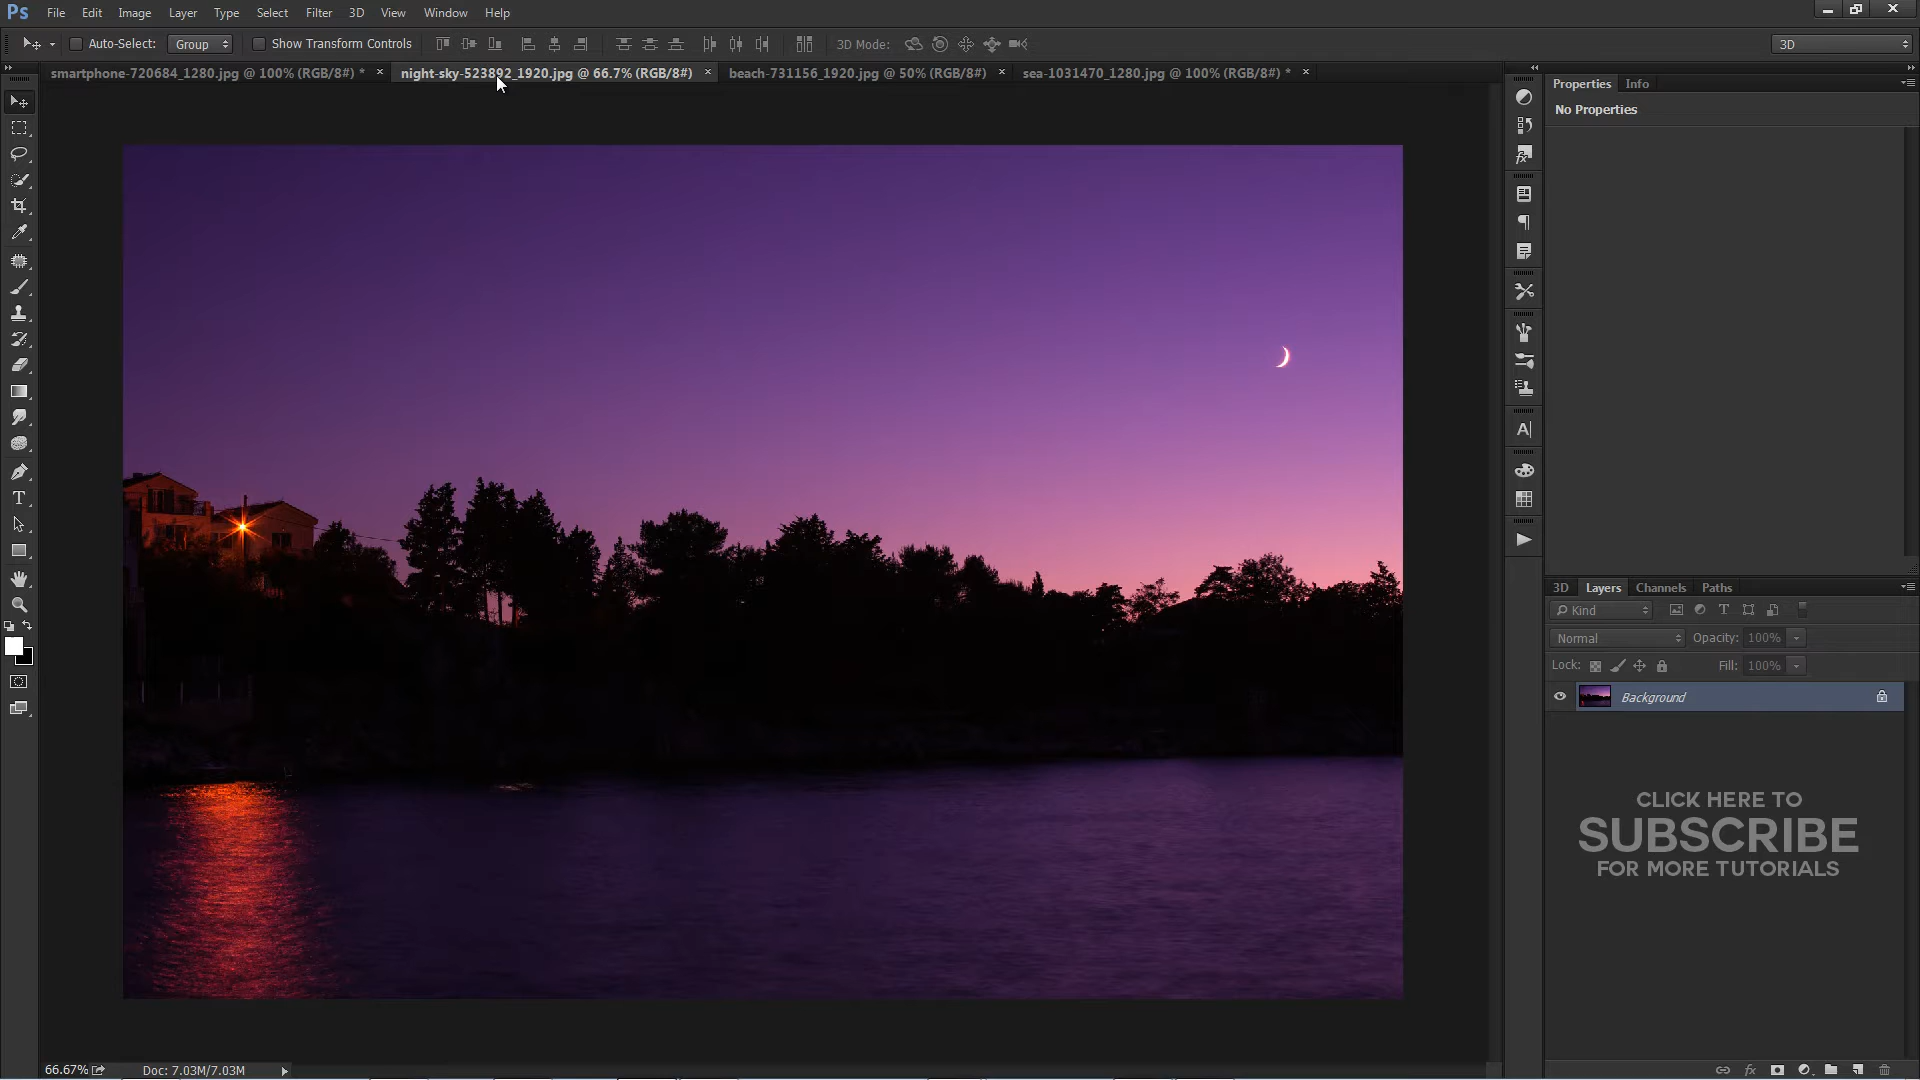 Ps File Edit Image Layer Type Select Filter 3D View Window Help
Auto-Select: Group Show Transform Controls 3D Mode: 3D
smartphone-720684_1280.jpg @ 100% (RGB/8#) * × night-sky-523892_1920.jpg @ 66.7% (RGB/8#) × beach-731156_1920.jpg @ 50% (RGB/8#) × sea-1031470_1280.jpg @ 100% (RGB/8#) * ×
Properties Info
No Properties
3D Layers Channels Paths
Kind
Normal Opacity: 100%
Lock: Fill: 100%
Background
CLICK HERE TO
SUBSCRIBE
FOR MORE TUTORIALS
66.67% Doc: 7.03M/7.03M